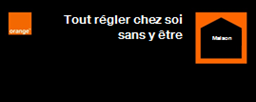 Tout régler chez soi
sans y être
orange
Maison